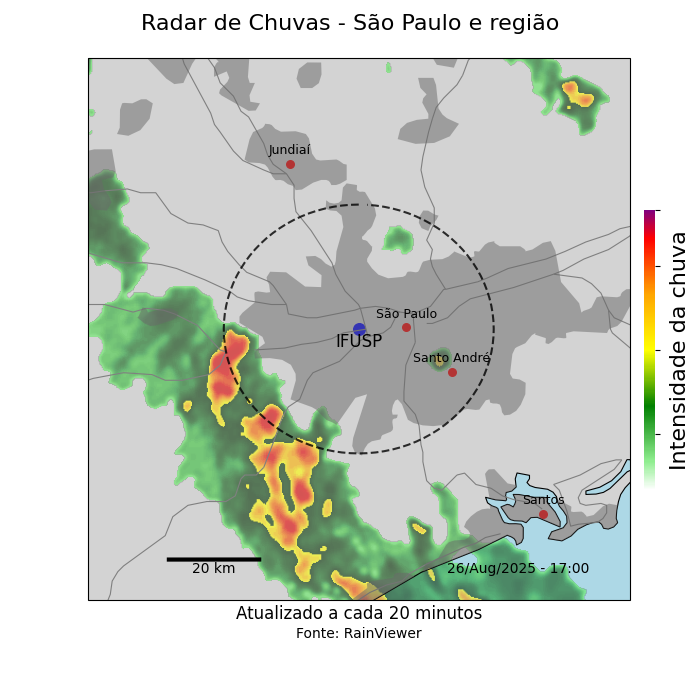 Radar de Chuvas - São Paulo e região
Jundiaí
São Paulo
IFUSP
Santo André
Santos
20 km
26/Aug/2025 - 17:00
Intensidade da chuva
Atualizado a cada 20 minutos
Fonte: RainViewer